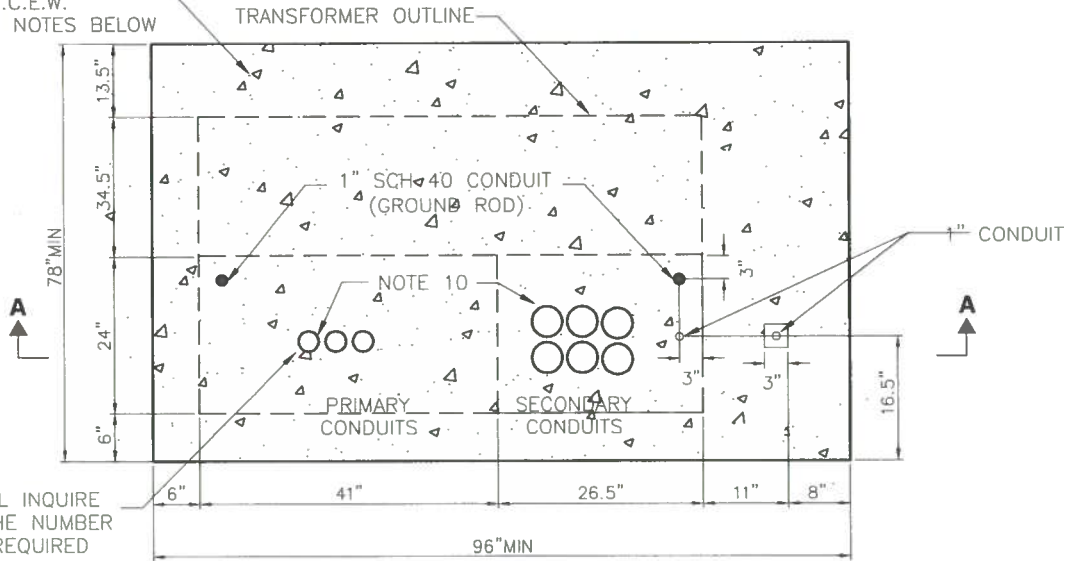 .C.E.W.
NOTES BELOW
TRANSFORMER OUTLINE
13.5"
34.5"
78"MIN
24"
6"
1" SCH 40 CONDUIT
(GROUND ROD)
1" CONDUIT
3"
NOTE 10
A
A
3"
3"
16.5"
PRIMARY
CONDUITS
SECONDARY
CONDUITS
L INQUIRE
HE NUMBER
REQUIRED
6"
41"
26.5"
11"
8"
96"MIN